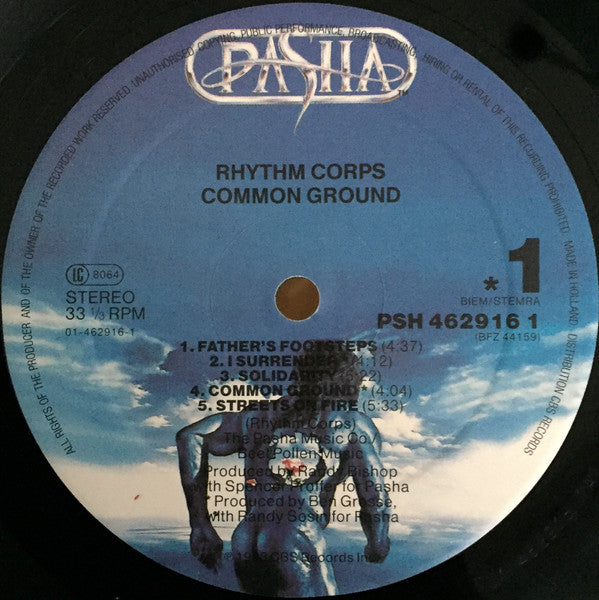 UNAUTHORISED COPYING, PUBLIC PERFORMANCE, BROADCASTING, HIRING OR RENTAL OF THIS RECORDING PROHIBITED
PASHA
TM
RHYTHM CORPS
COMMON GROUND
LC 8064
STEREO
33 1/3 RPM
01-462916-1
* 1
BIEM/STEMRA
PSH 462916 1
(BFZ 44159)
1. FATHER'S FOOTSTEPS (4:37)
2. I SURRENDER * (4:12)
3. SOLIDARITY (5:22)
4. COMMON GROUND * (4:04)
5. STREETS ON FIRE (5:33)
(Rhythm Corps)
The Pasha Music Co./
Beet Pollen Music
Produced by Randy Bishop
with Spencer Proffer for Pasha
* Produced by Ben Grosse,
with Randy Sosin for Pasha
℗ 1988 CBS Records Inc.
ALL RIGHTS OF THE PRODUCER AND OF THE OWNER OF THE RECORDED WORK RESERVED
MADE IN HOLLAND DISTRIBUTION CBS RECORDS